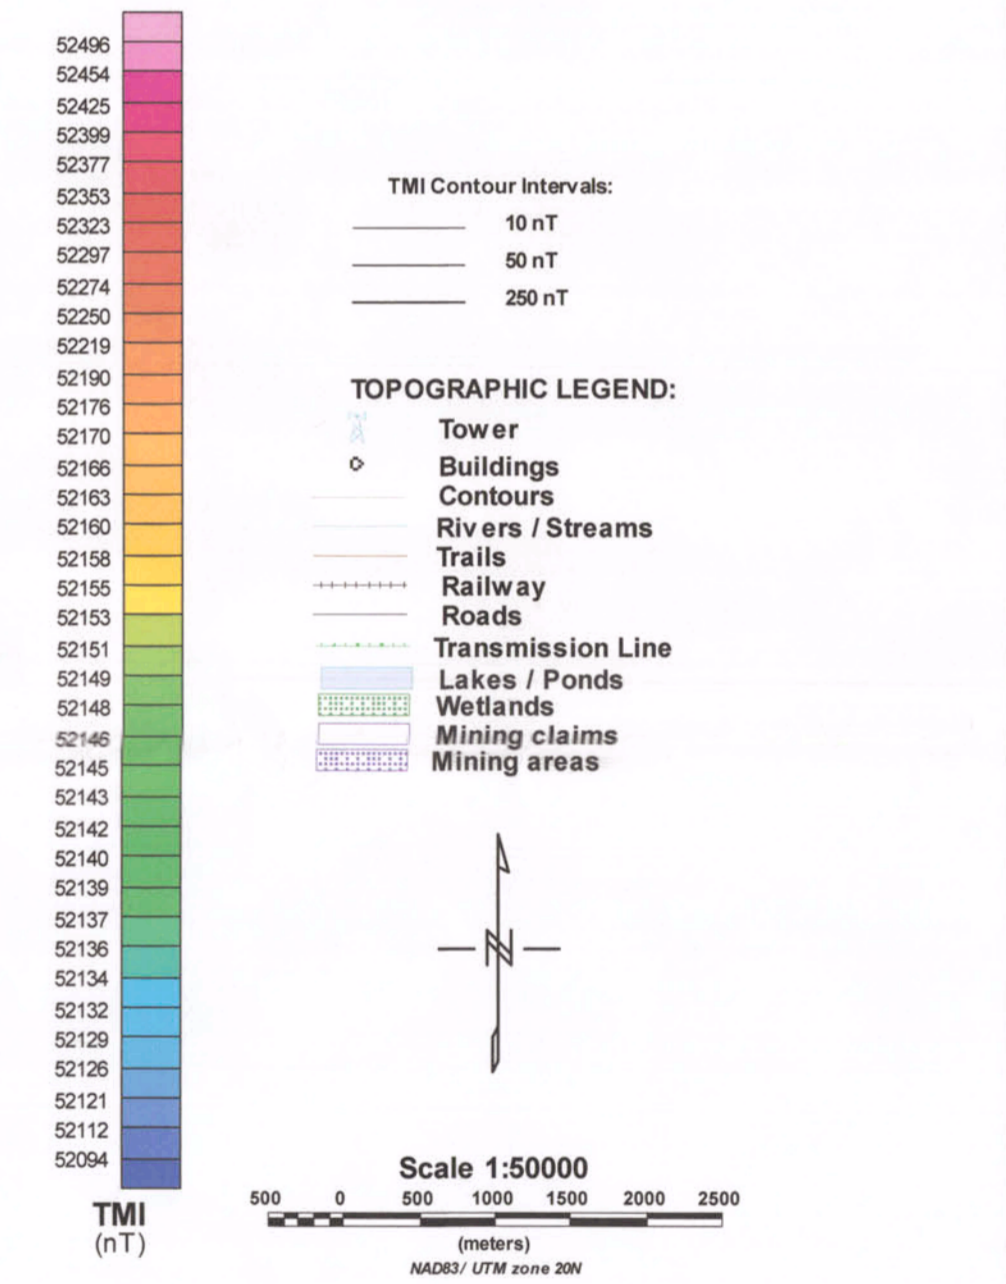 52496
52454
52425
52399
52377
52353
52323
52297
52274
52250
52219
52190
52176
52170
52166
52163
52160
52158
52155
52153
52151
52149
52148
52146
52145
52143
52142
52140
52139
52137
52136
52134
52132
52129
52126
52121
52112
52094
TMI
(nT)
TMI Contour Intervals:
10 nT
50 nT
250 nT
TOPOGRAPHIC LEGEND:
Tower
Buildings
Contours
Rivers / Streams
Trails
Railway
Roads
Transmission Line
Lakes / Ponds
Wetlands
Mining claims
Mining areas
N
Scale 1:50000
500 0 500 1000 1500 2000 2500
(meters)
NAD83/ UTM zone 20N